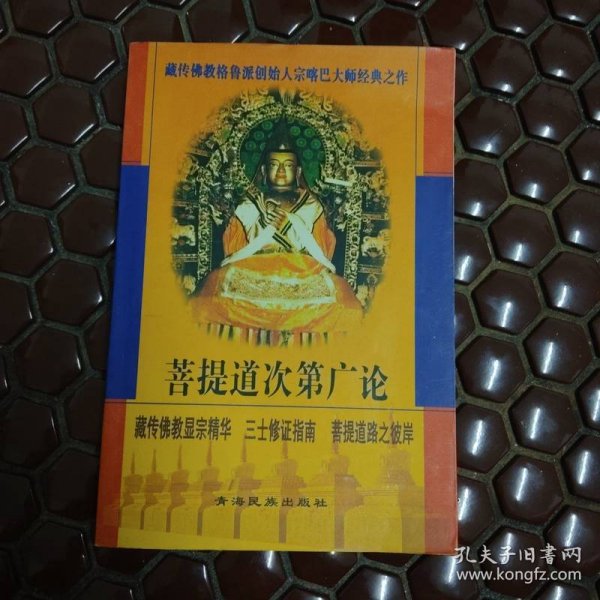 藏传佛教格鲁派创始人宗喀巴大师经典之作
菩提道次第广论
藏传佛教显宗精华 三士修证指南 菩提道路之彼岸
青海民族出版社
孔夫子旧书网
www.kongfz.com